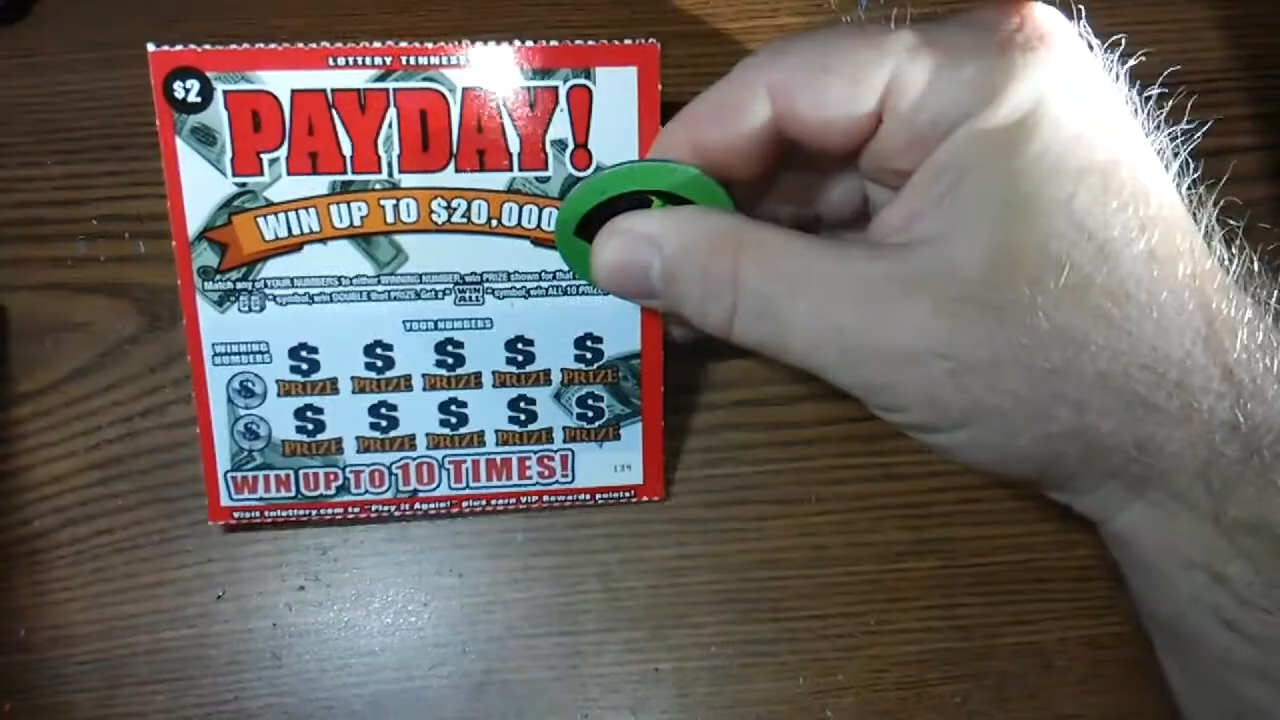 LOTTERY TENNESSE
$2
PAYDAY!
WIN UP TO $20,000
Match any of YOUR NUMBERS to either WINNING NUMBER, win PRIZE shown for that
" symbol, win DOUBLE that PRIZE. Get a " WIN ALL " symbol, win ALL 10 PRIZE
YOUR NUMBERS
WINNING NUMBERS
$ $ $ $ $
$ PRIZE PRIZE PRIZE PRIZE PRIZE
$ $ $ $ $
$ PRIZE PRIZE PRIZE PRIZE PRIZE
WIN UP TO 10 TIMES!
139
Visit tnlottery.com to "Play It Again!" plus earn VIP Rewards points!